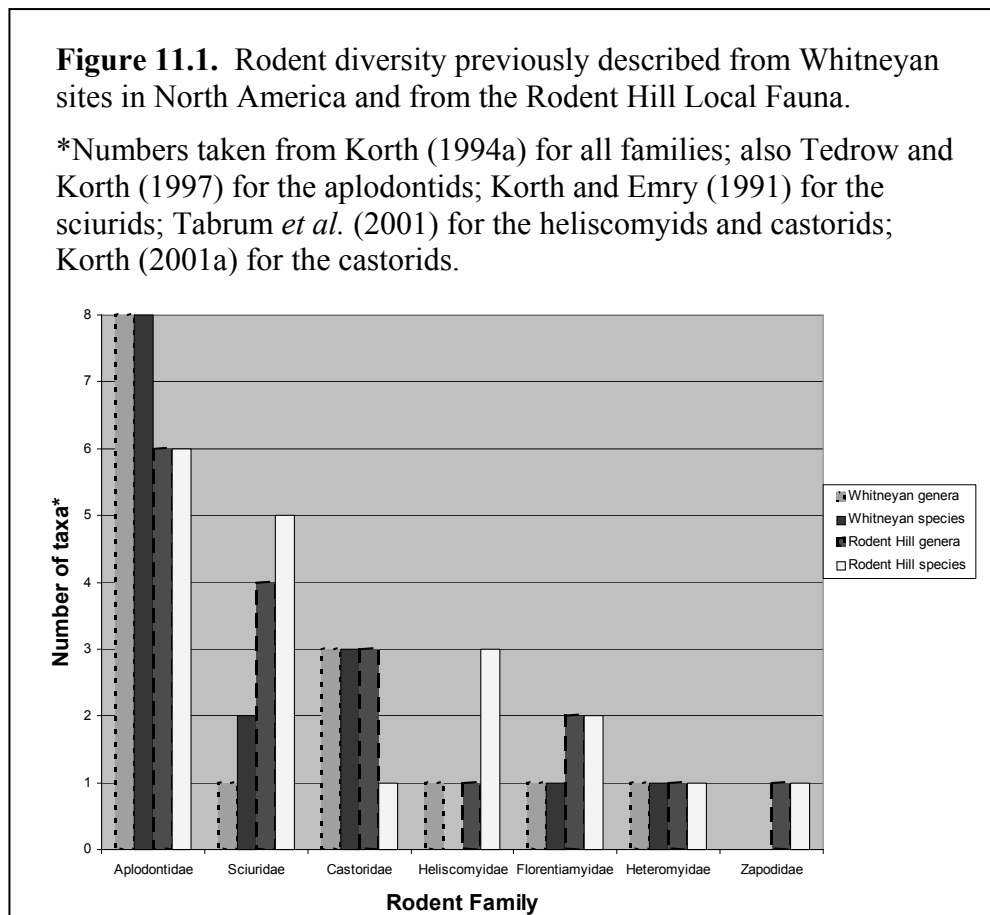 Figure 11.1. Rodent diversity previously described from Whitneyan
sites in North America and from the Rodent Hill Local Fauna.
*Numbers taken from Korth (1994a) for all families; also Tedrow and
Korth (1997) for the aplodontids; Korth and Emry (1991) for the
sciurids; Tabrum et al. (2001) for the heliscomyids and castorids;
Korth (2001a) for the castorids.
8
7
6
5
4
3
2
1
0
Number of taxa*
Aplodontidae Sciuridae Castoridae Heliscomyidae Florentiamyidae Heteromyidae Zapodidae
Rodent Family
Whitneyan genera
Whitneyan species
Rodent Hill genera
Rodent Hill species